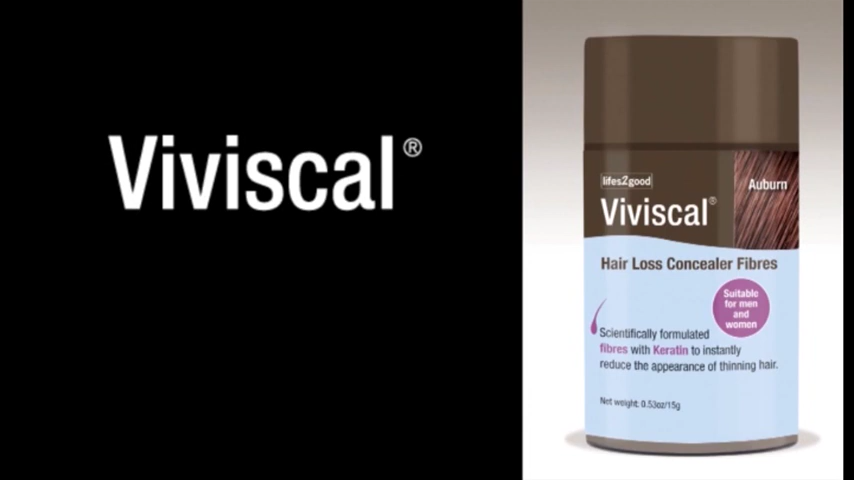 Viviscal®
lifes2good
Auburn
Viviscal®
Hair Loss Concealer Fibres
Suitable
for men
and
women
Scientifically formulated
fibres with Keratin to instantly
reduce the appearance of thinning hair.
Net weight: 0.53oz/15g